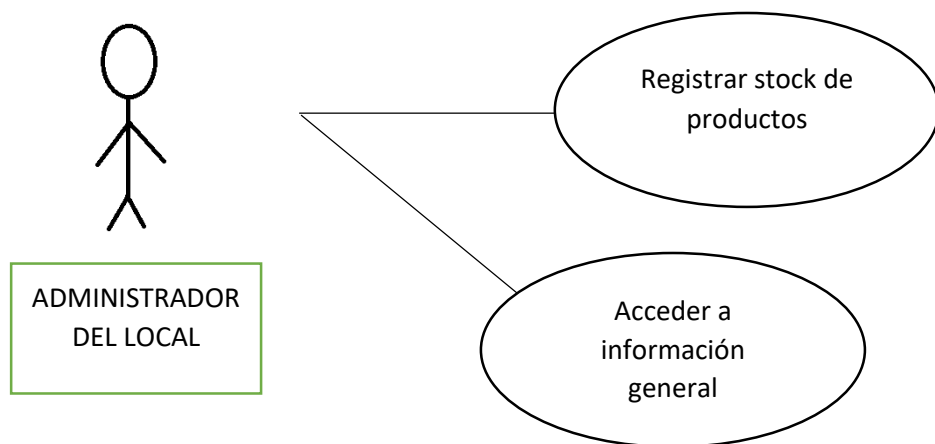 Registrar stock de
productos
ADMINISTRADOR
DEL LOCAL
Acceder a
información
general